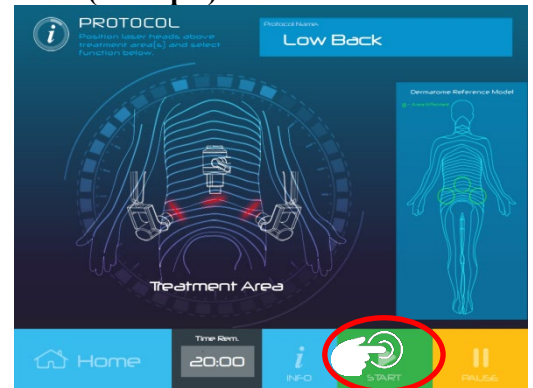 PROTOCOL
Position laser heads above
treatment area(s) and select
function below.
Protocol Name:
Low Back
Dermatome Reference Model
Treatment Area
Home
Time Rem.
20:00
INFO
START
PAUSE